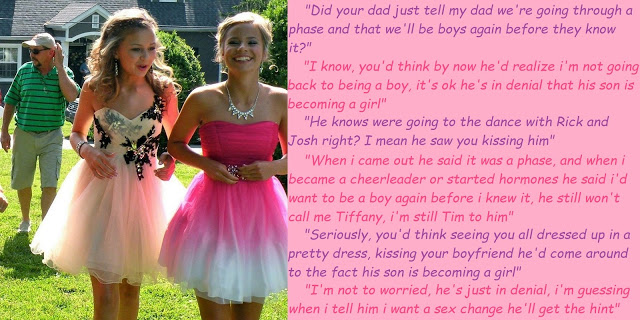 "Did your dad just tell my dad we're going through a
phase and that we'll be boys again before they know
it?"
"I know, you'd think by now he'd realize i'm not going
back to being a boy, it's ok he's in denial that his son is
becoming a girl"
"He knows were going to the dance with Rick and
Josh right? I mean he saw you kissing him"
"When i came out he said it was a phase, and when i
became a cheerleader or started hormones he said i'd
want to be a boy again before i knew it, he still won't
call me Tiffany, i'm still Tim to him"
"Seriously, you'd think seeing you all dressed up in a
pretty dress, kissing your boyfriend he'd come around
to the fact his son is becoming a girl"
"I'm not to worried, he's just in denial, i'm guessing
when i tell him i want a sex change he'll get the hint"